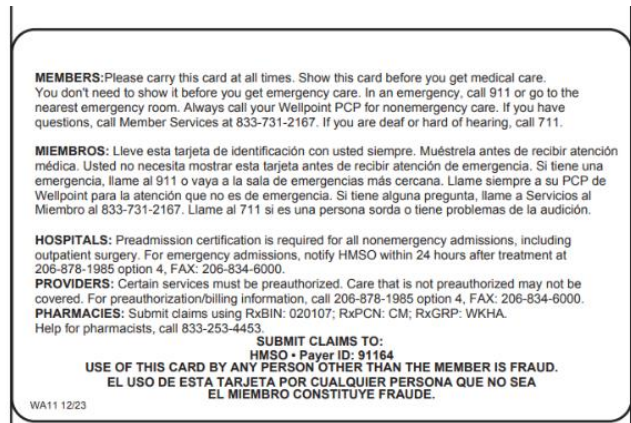 MEMBERS:Please carry this card at all times. Show this card before you get medical care.
You don't need to show it before you get emergency care. In an emergency, call 911 or go to the
nearest emergency room. Always call your Wellpoint PCP for nonemergency care. If you have
questions, call Member Services at 833-731-2167. If you are deaf or hard of hearing, call 711.
MIEMBROS: Lleve esta tarjeta de identificación con usted siempre. Muéstrela antes de recibir atención
médica. Usted no necesita mostrar esta tarjeta antes de recibir atención de emergencia. Si tiene una
emergencia, llame al 911 o vaya a la sala de emergencias más cercana. Llame siempre a su PCP de
Wellpoint para la atención que no es de emergencia. Si tiene alguna pregunta, llame a Servicios al
Miembro al 833-731-2167. Llame al 711 si es una persona sorda o tiene problemas de la audición.
HOSPITALS: Preadmission certification is required for all nonemergency admissions, including
outpatient surgery. For emergency admissions, notify HMSO within 24 hours after treatment at
206-878-1985 option 4, FAX: 206-834-6000.
PROVIDERS: Certain services must be preauthorized. Care that is not preauthorized may not be
covered. For preauthorization/billing information, call 206-878-1985 option 4, FAX: 206-834-6000.
PHARMACIES: Submit claims using RxBIN: 020107; RxPCN: CM; RxGRP: WKHA.
Help for pharmacists, call 833-253-4453.
SUBMIT CLAIMS TO:
HMSO • Payer ID: 91164
USE OF THIS CARD BY ANY PERSON OTHER THAN THE MEMBER IS FRAUD.
EL USO DE ESTA TARJETA POR CUALQUIER PERSONA QUE NO SEA
EL MIEMBRO CONSTITUYE FRAUDE.
WA11 12/23